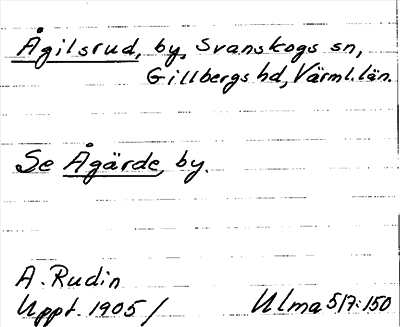 Ågilsrud, by, Svanskogs sn,
Gillbergs hd, Värml. län.
Se Ågärde, by.
A. Rudin
Uppt. 1905 /
Ulma 517:150